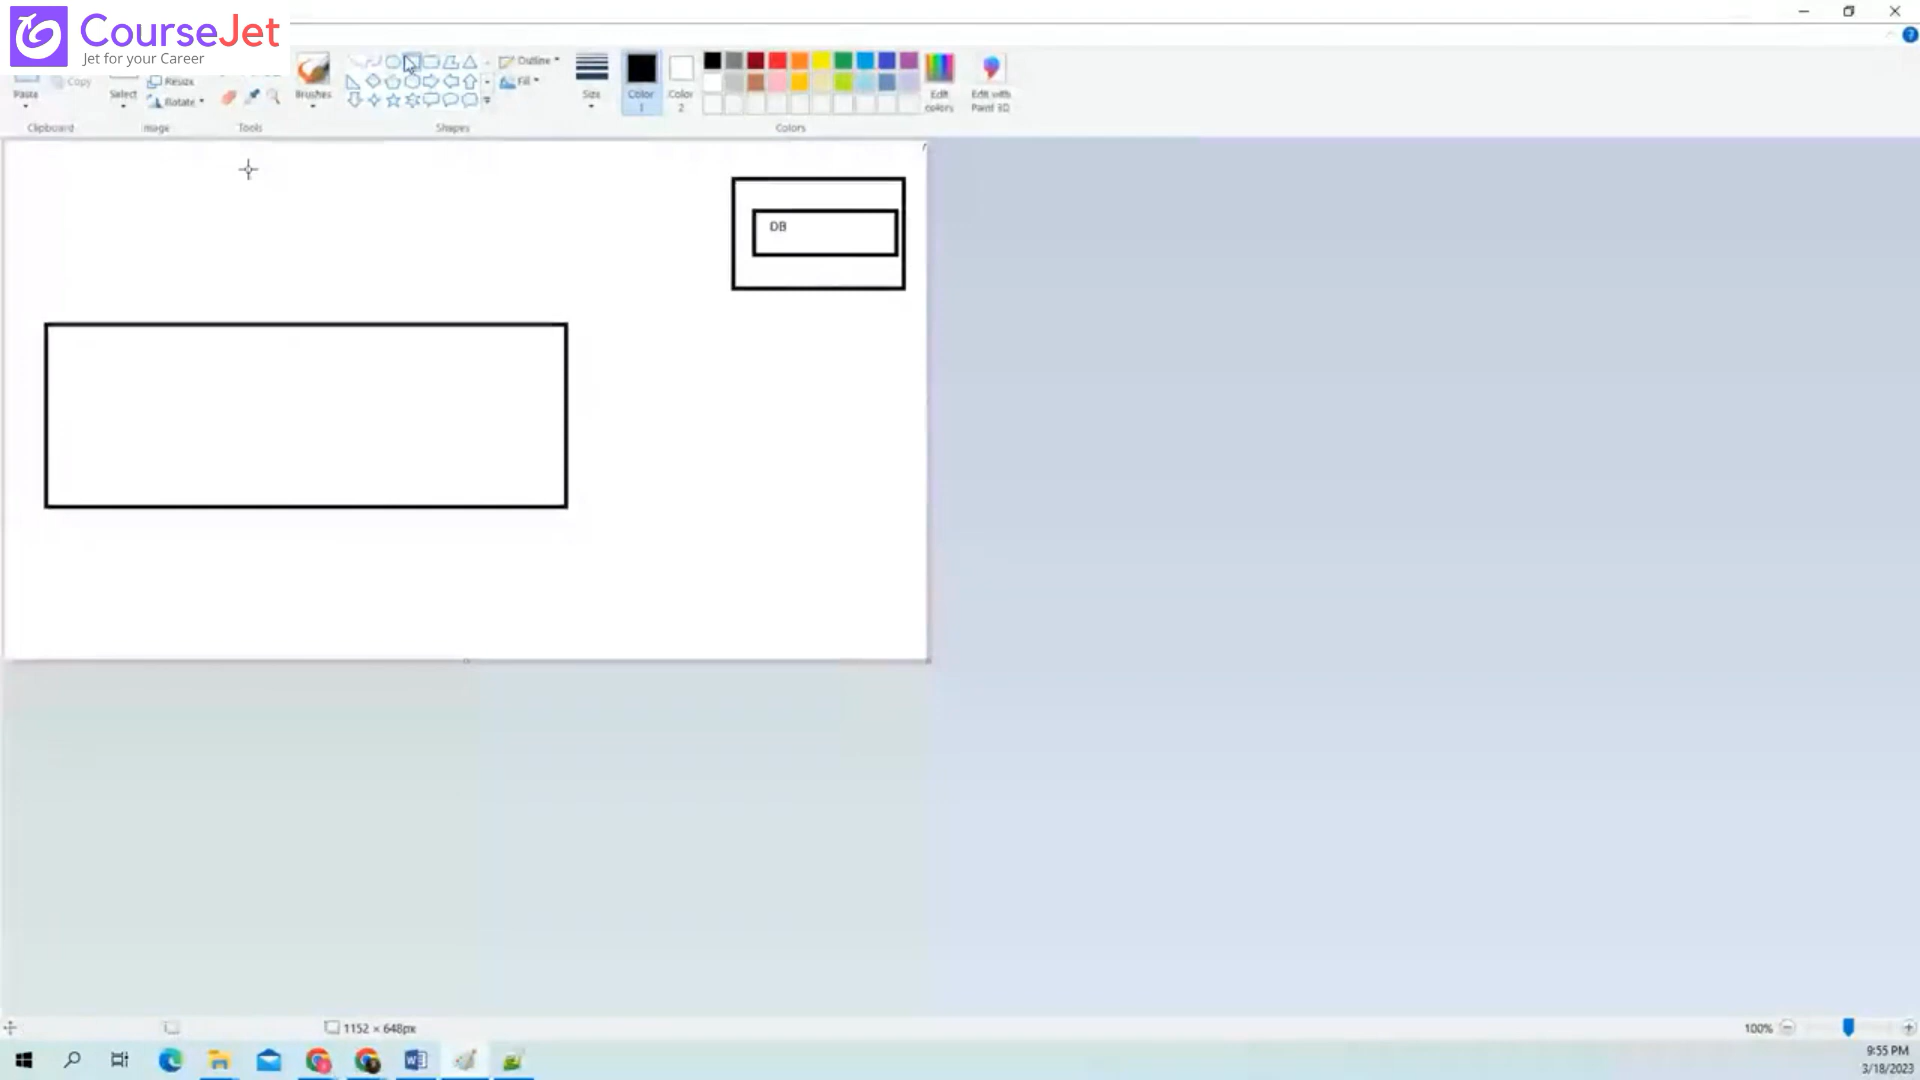 CourseJet
Jet for your Career
Paste
Copy
Select
Resize
Rotate
Brushes
Outline
Fill
Size
Color
1
Color
2
Edit
colors
Edit with
Paint 3D
Clipboard
Image
Tools
Shapes
Colors
DB
1152 × 648px
100%
9:55 PM
3/18/2023